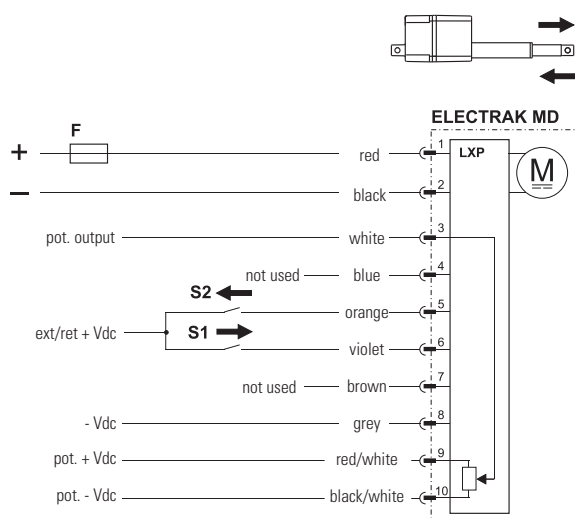 ELECTRAK MD
F
+ red 1 LXP M
− black 2
pot. output white 3
not used blue 4
S2 orange 5
ext/ret + Vdc S1
violet 6
not used brown 7
- Vdc grey 8
pot. + Vdc red/white 9
pot. - Vdc black/white 10